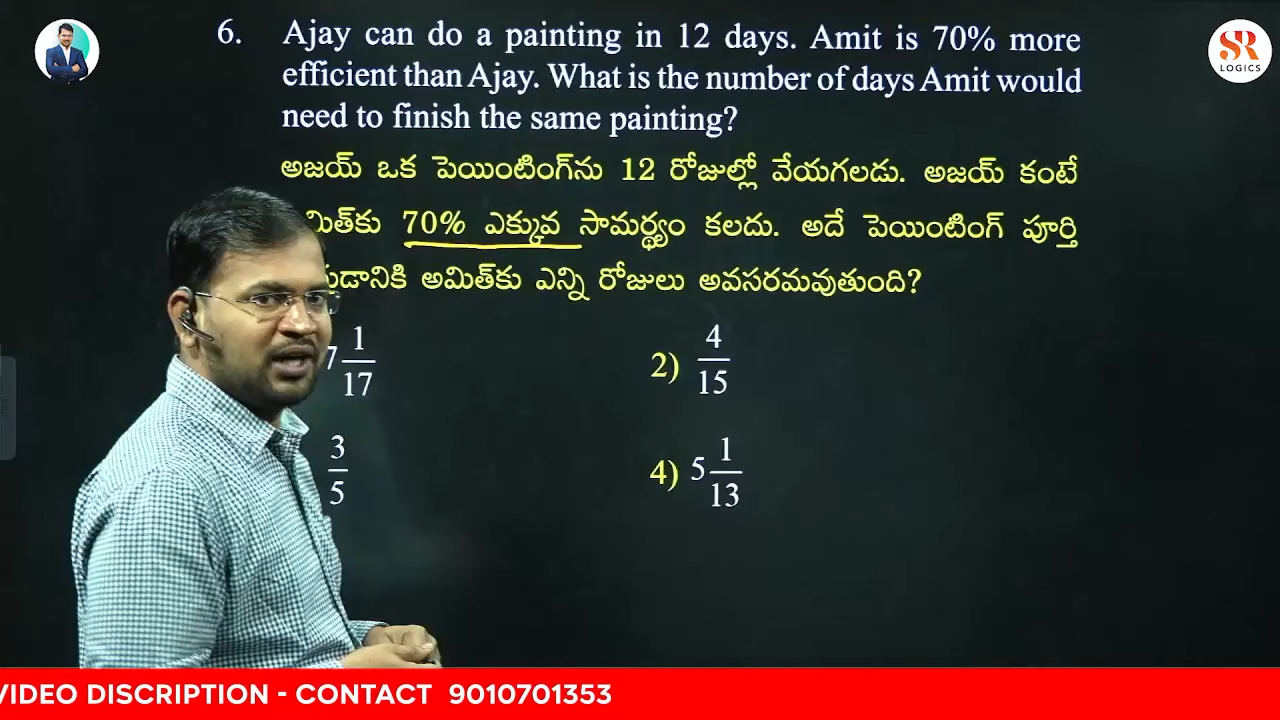 SR
LOGICS
6. Ajay can do a painting in 12 days. Amit is 70% more
efficient than Ajay. What is the number of days Amit would
need to finish the same painting?
అజయ్ ఒక పెయింటింగ్‌ను 12 రోజుల్లో వేయగలడు. అజయ్ కంటే
70% ఎక్కువ సామర్థ్యం కలదు. అదే పెయింటింగ్ పూర్తి
అమిత్‌కు ఎన్ని రోజులు అవసరమవుతుంది?
7 1/17 2) 4/15
3/5 4) 5 1/13
VIDEO DISCRIPTION - CONTACT 9010701353